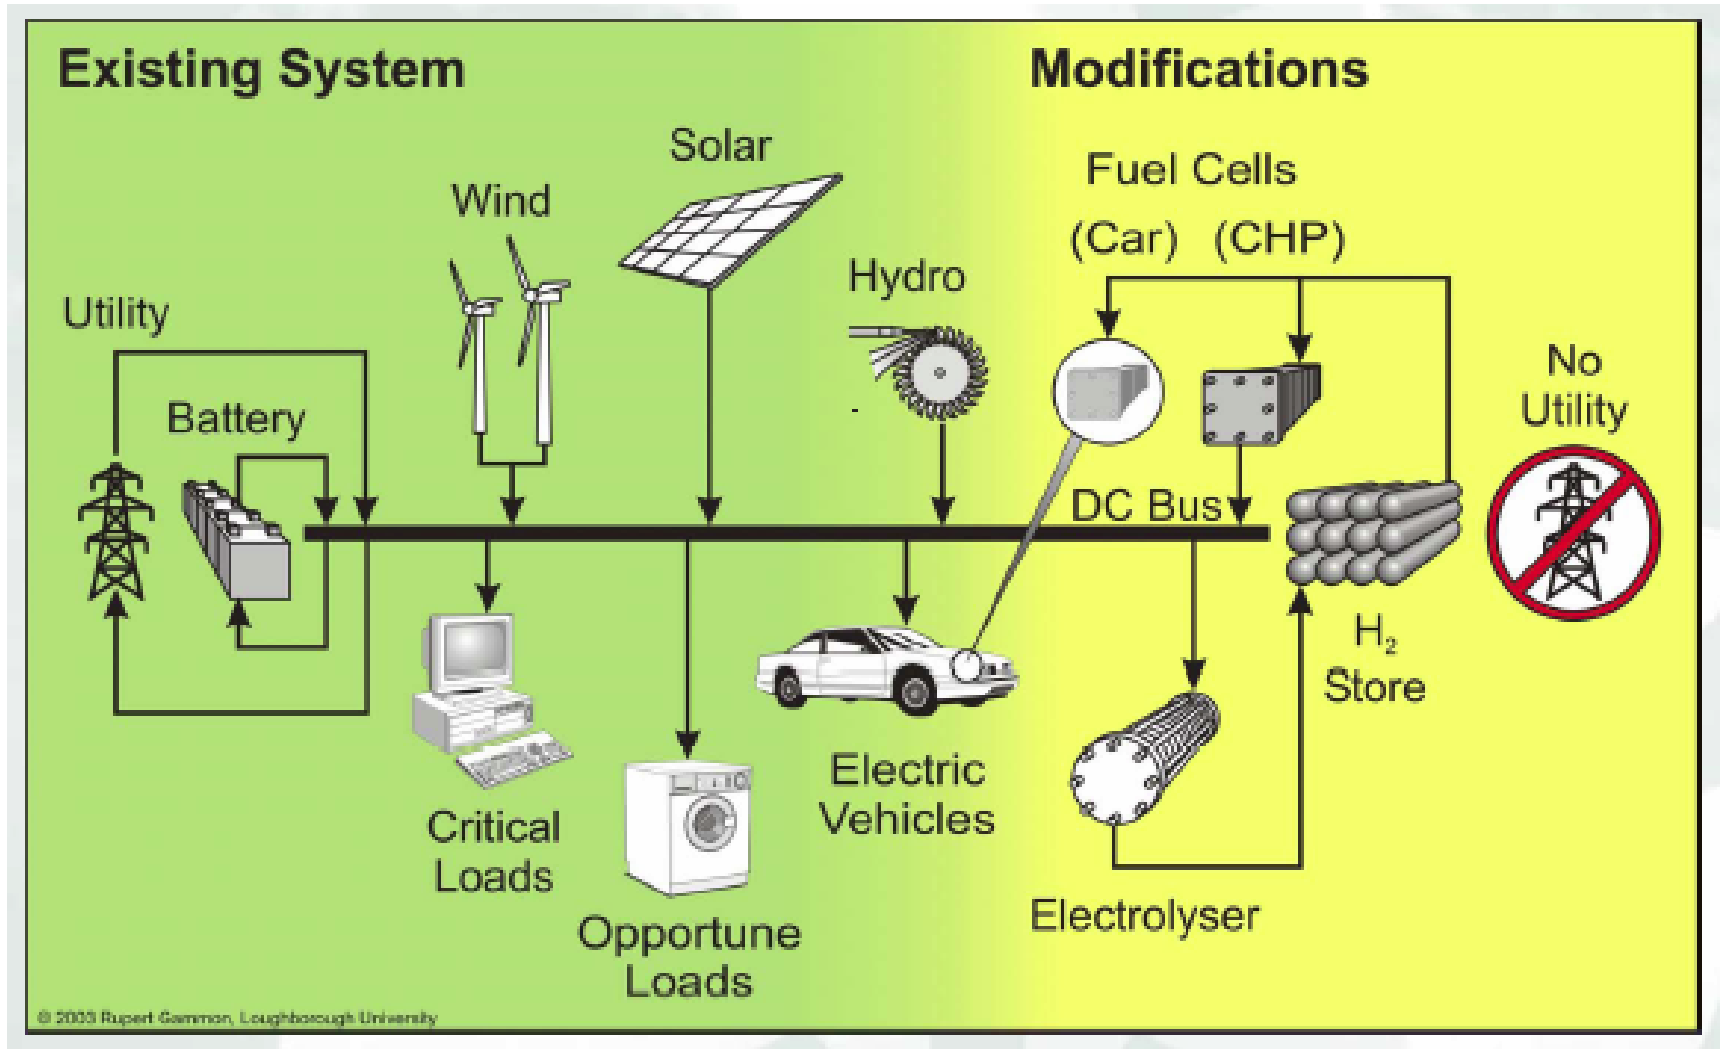 Existing System
Modifications
Solar
Wind
Utility
Battery
Hydro
Fuel Cells
(Car) (CHP)
No
Utility
DC Bus
H₂
Store
Critical
Loads
Opportune
Loads
Electric
Vehicles
Electrolyser
© 2003 Rupert Gammon, Loughborough University